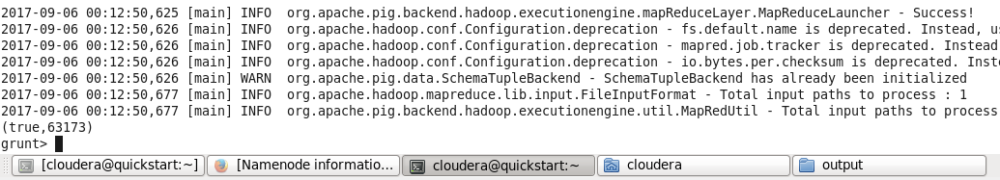 2017-09-06 00:12:50,625 [main] INFO  org.apache.pig.backend.hadoop.executionengine.mapReduceLayer.MapReduceLauncher - Success!
2017-09-06 00:12:50,626 [main] INFO  org.apache.hadoop.conf.Configuration.deprecation - fs.default.name is deprecated. Instead, us
2017-09-06 00:12:50,626 [main] INFO  org.apache.hadoop.conf.Configuration.deprecation - mapred.job.tracker is deprecated. Instead
2017-09-06 00:12:50,626 [main] INFO  org.apache.hadoop.conf.Configuration.deprecation - io.bytes.per.checksum is deprecated. Inste
2017-09-06 00:12:50,626 [main] WARN  org.apache.pig.data.SchemaTupleBackend - SchemaTupleBackend has already been initialized
2017-09-06 00:12:50,677 [main] INFO  org.apache.hadoop.mapreduce.lib.input.FileInputFormat - Total input paths to process : 1
2017-09-06 00:12:50,677 [main] INFO  org.apache.pig.backend.hadoop.executionengine.util.MapRedUtil - Total input paths to process
(true,63173)
grunt>
[cloudera@quickstart:~] [Namenode informatio... cloudera@quickstart:~ cloudera output